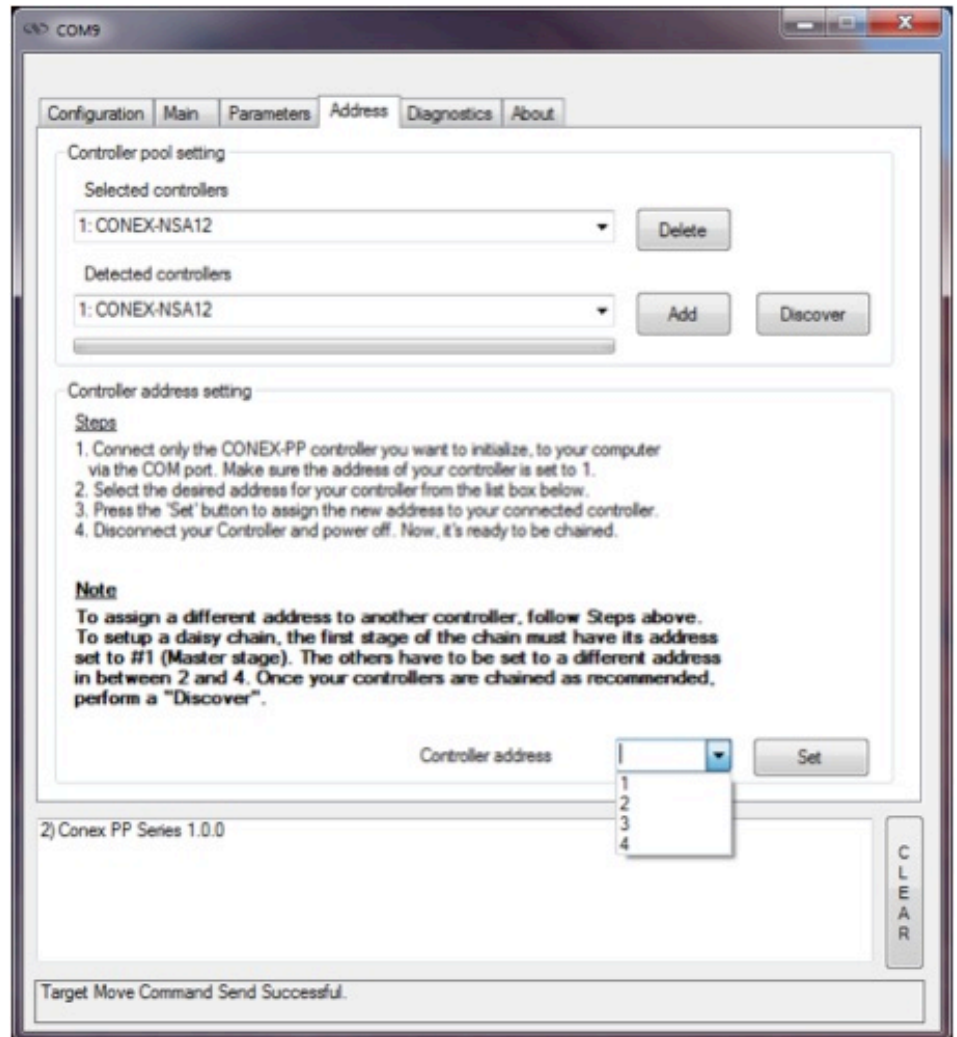 COM9
Configuration Main Parameters Address Diagnostics About
Controller pool setting
Selected controllers
1: CONEX-NSA12
Delete
Detected controllers
1: CONEX-NSA12
Add
Discover
Controller address setting
Steps
1. Connect only the CONEX-PP controller you want to initialize, to your computer
via the COM port. Make sure the address of your controller is set to 1.
2. Select the desired address for your controller from the list box below.
3. Press the 'Set' button to assign the new address to your connected controller.
4. Disconnect your Controller and power off. Now, it's ready to be chained.
Note
To assign a different address to another controller, follow Steps above.
To setup a daisy chain, the first stage of the chain must have its address
set to #1 (Master stage). The others have to be set to a different address
in between 2 and 4. Once your controllers are chained as recommended,
perform a "Discover".
Controller address
Set
1
2
3
4
2) Conex PP Series 1.0.0
CLEAR
Target Move Command Send Successful.